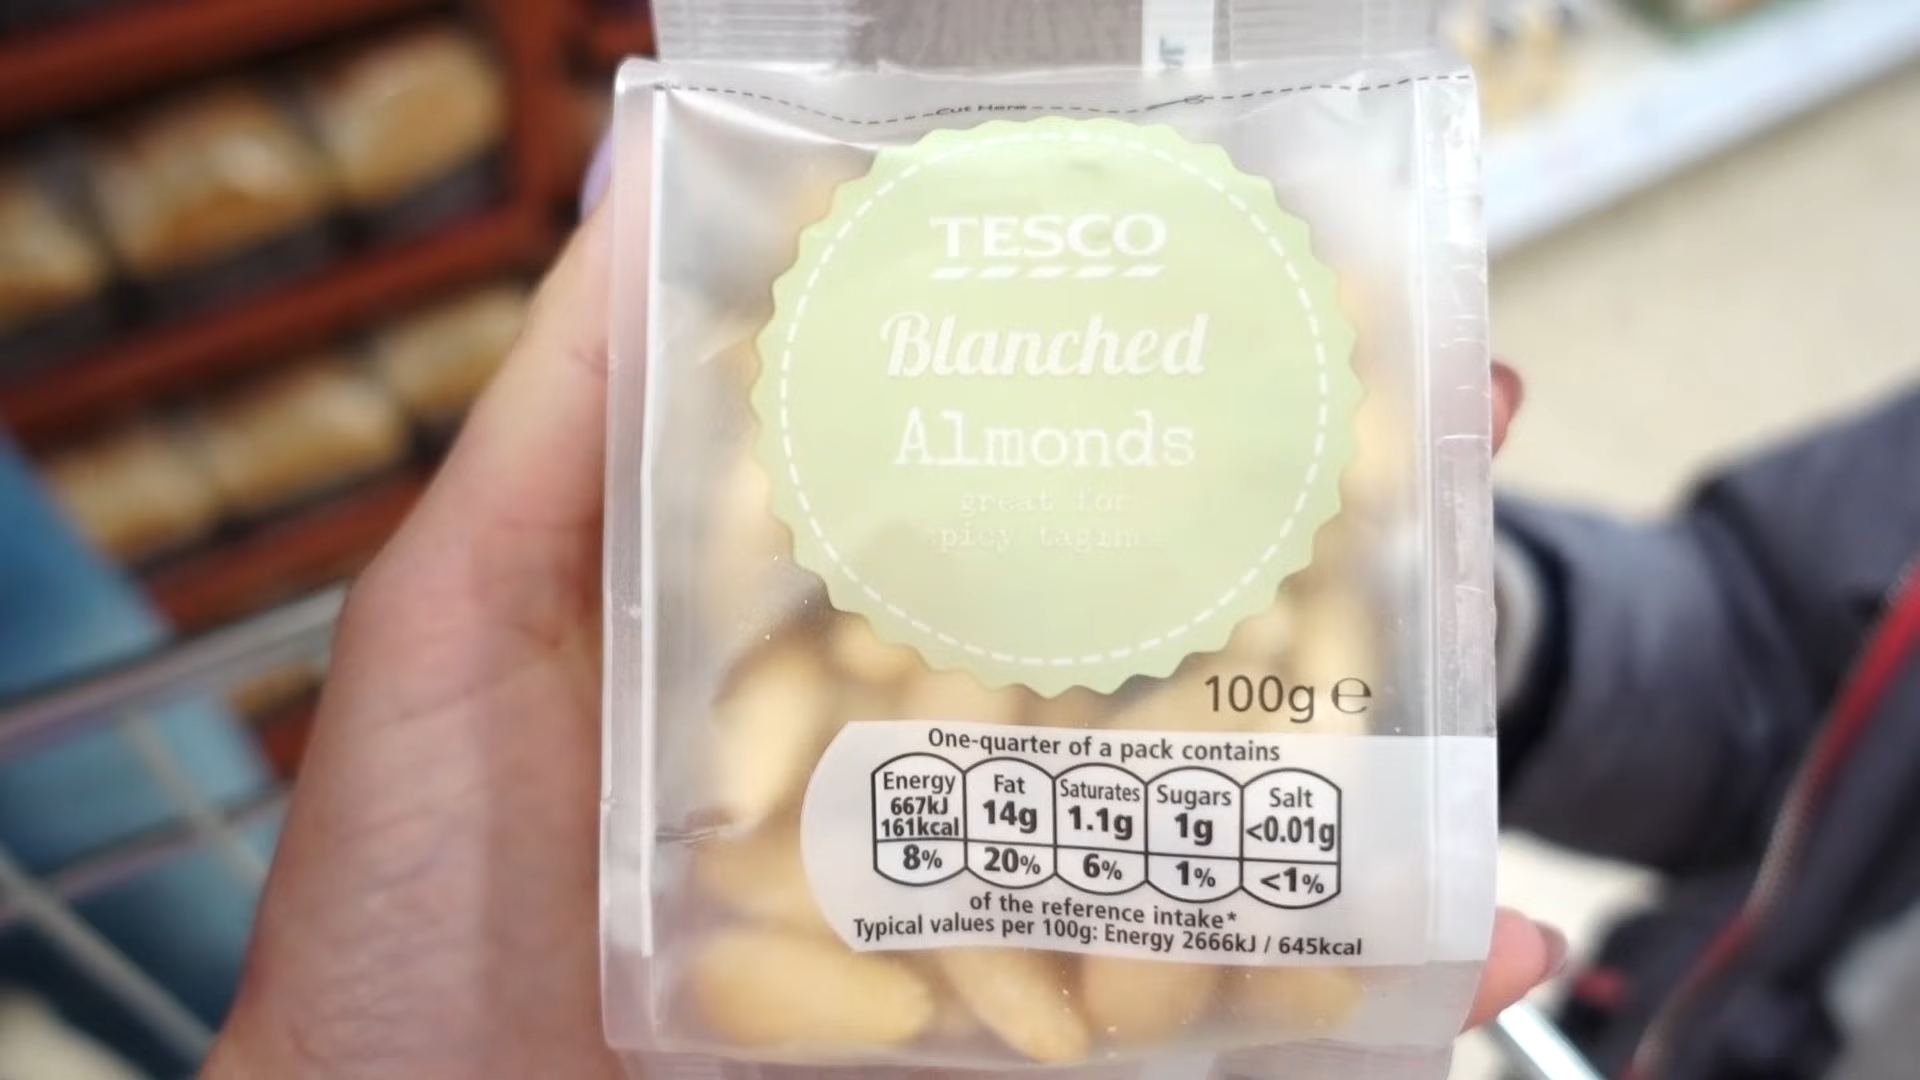 Cut Here
TESCO
Blanched
Almonds
great for
spicy tagines
100g e
One-quarter of a pack contains
Energy 667kJ 161kcal 8%
Fat 14g 20%
Saturates 1.1g 6%
Sugars 1g 1%
Salt <0.01g <1%
of the reference intake*
Typical values per 100g: Energy 2666kJ / 645kcal